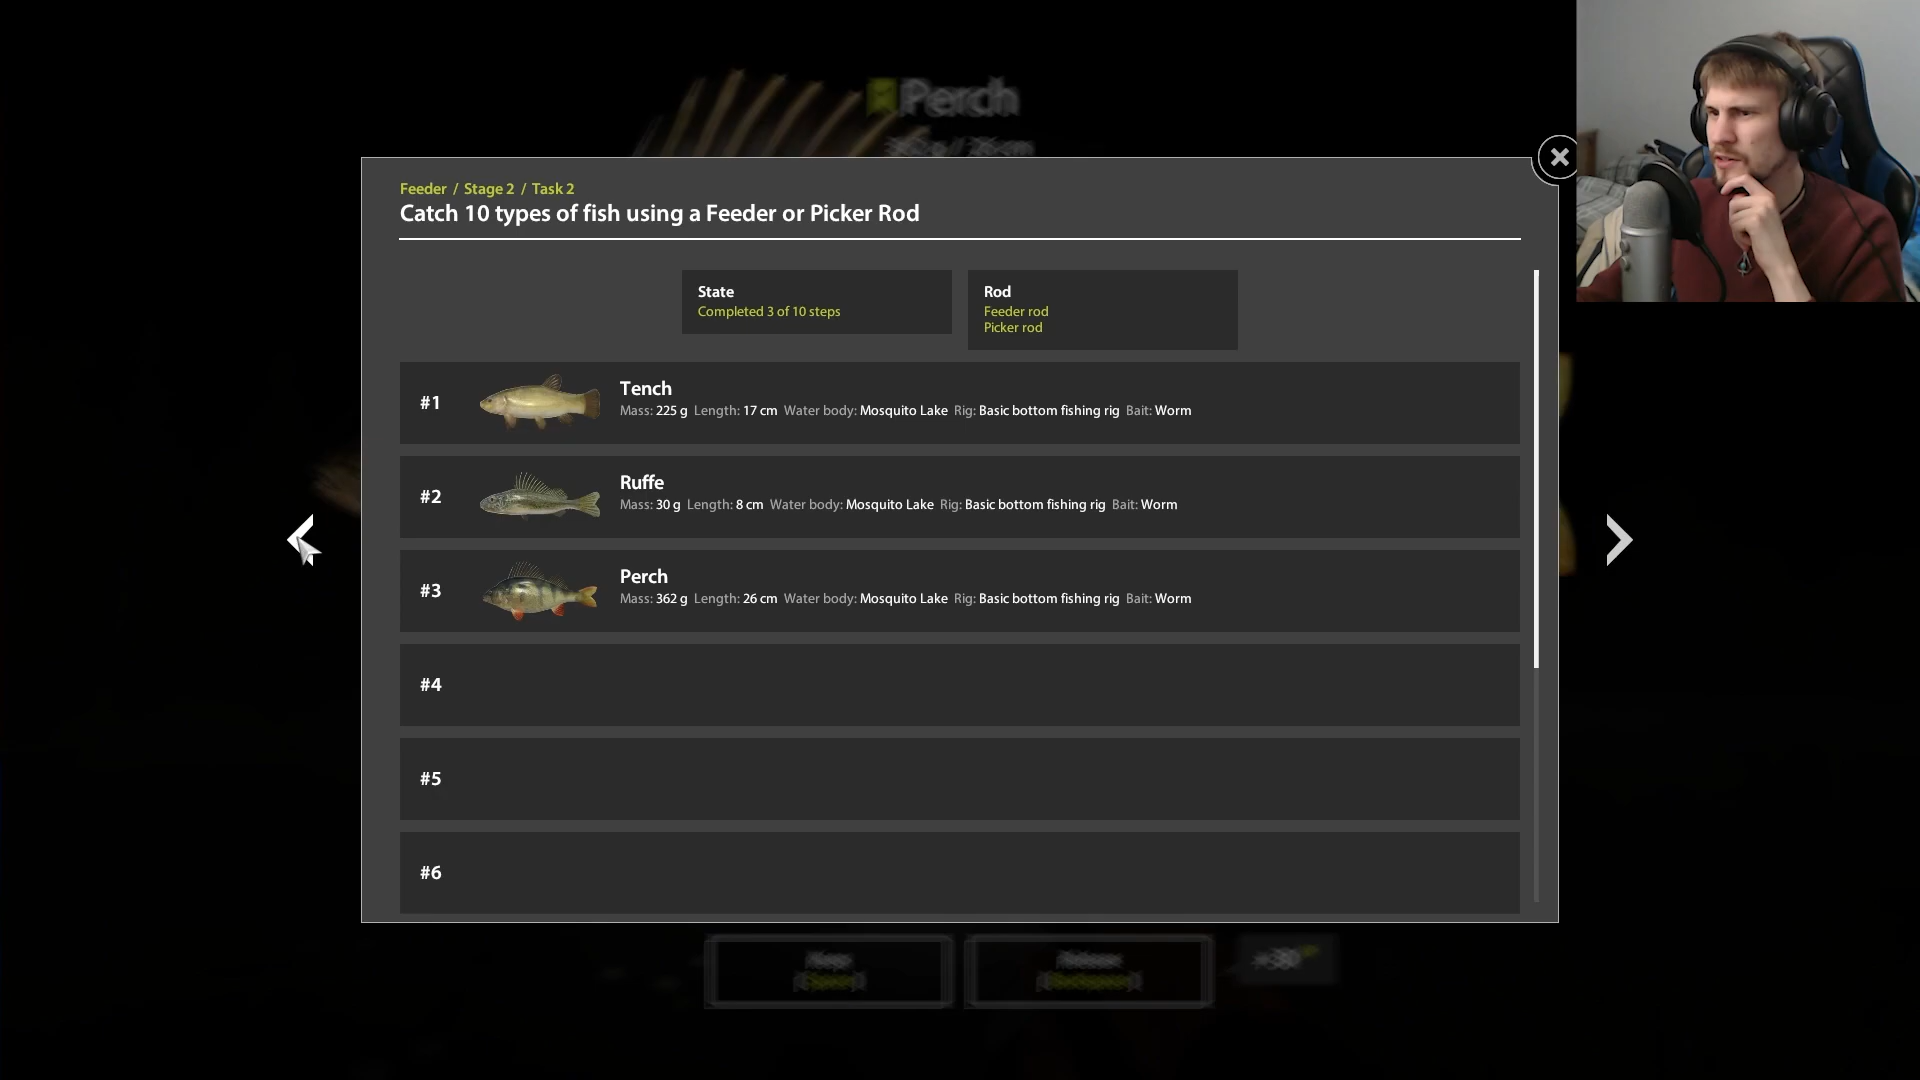 Perch
Feeder / Stage 2 / Task 2
Catch 10 types of fish using a Feeder or Picker Rod
State
Completed 3 of 10 steps
Rod
Feeder rod
Picker rod
#1
Tench
Mass: 225 g Length: 17 cm Water body: Mosquito Lake Rig: Basic bottom fishing rig Bait: Worm
#2
Ruffe
Mass: 30 g Length: 8 cm Water body: Mosquito Lake Rig: Basic bottom fishing rig Bait: Worm
#3
Perch
Mass: 362 g Length: 26 cm Water body: Mosquito Lake Rig: Basic bottom fishing rig Bait: Worm
#4
#5
#6